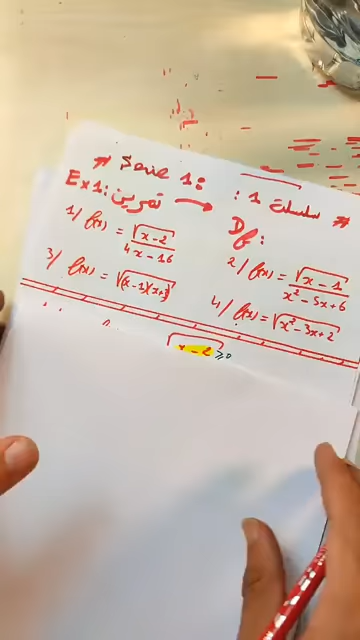 * Serie 1: : سلسلة 1 *
Ex1: تمرين → Df:
1/ f(x) = √(x-2) / (4x-16)
2/ f(x) = √(x-1) / (x²-5x+6)
3/ f(x) = √((x-1)(x+3))
4/ f(x) = √(x²-3x+2)
x-2 ≥0